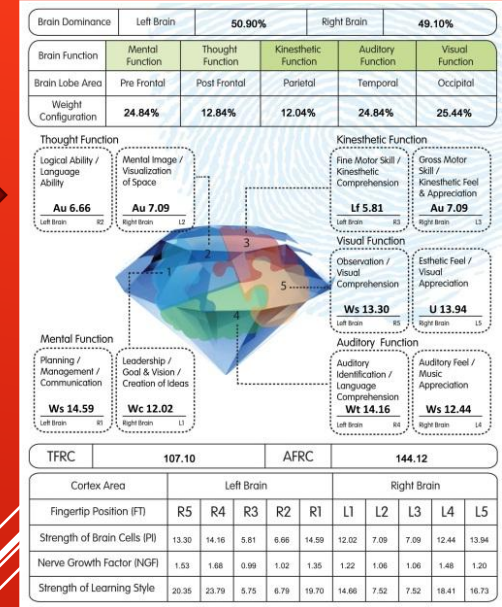 Brain Dominance Left Brain 50.90% Right Brain 49.10%
Brain Function Mental Function Thought Function Kinesthetic Function Auditory Function Visual Function
Brain Lobe Area Pre Frontal Post Frontal Parietal Temporal Occipital
Weight Configuration 24.84% 12.84% 12.04% 24.84% 25.44%
Thought Function
Logical Ability /
Language
Ability
Au 6.66
Left Brain R2
Mental Image /
Visualization
of Space
Au 7.09
Right Brain L2
Kinesthetic Function
Fine Motor Skill /
Kinesthetic
Comprehension
Lf 5.81
Left Brain R3
Gross Motor
Skill /
Kinesthetic Feel
& Appreciation
Au 7.09
Right Brain L3
Visual Function
Observation /
Visual
Comprehension
Ws 13.30
Left Brain R5
Esthetic Feel /
Visual
Appreciation
U 13.94
Right Brain L5
1
2
3
4
5
Mental Function
Planning /
Management /
Communication
Ws 14.59
Left Brain R1
Leadership /
Goal & Vision /
Creation of Ideas
Wc 12.02
Right Brain L1
Auditory Function
Auditory
Identification /
Language
Comprehension
Wt 14.16
Left Brain R4
Auditory Feel /
Music
Appreciation
Ws 12.44
Right Brain L4
TFRC 107.10 AFRC 144.12
Cortex Area Left Brain Right Brain
Fingertip Position (FT) R5 R4 R3 R2 R1 L1 L2 L3 L4 L5
Strength of Brain Cells (PI) 13.30 14.16 5.81 6.66 14.59 12.02 7.09 7.09 12.44 13.94
Nerve Growth Factor (NGF) 1.53 1.68 0.99 1.02 1.35 1.22 1.06 1.06 1.48 1.20
Strength of Learning Style 20.35 23.79 5.75 6.79 19.70 14.66 7.52 7.52 18.41 16.73